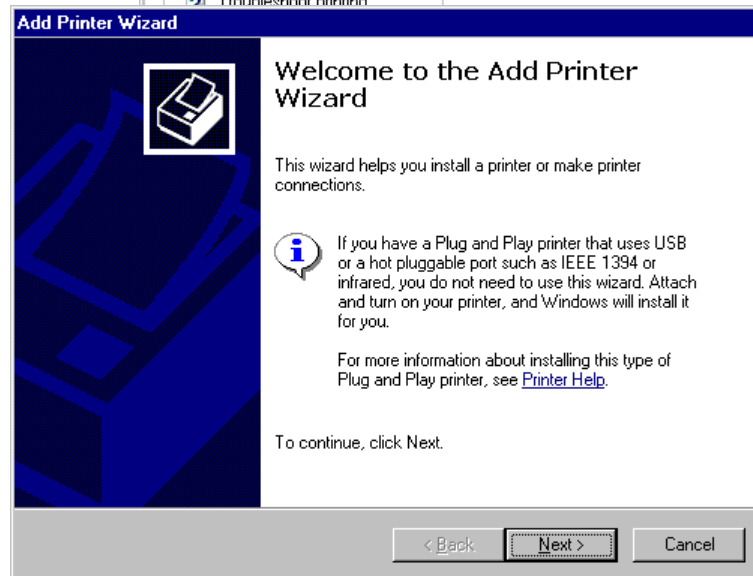 Troubleshoot printing
Add Printer Wizard
Welcome to the Add Printer
Wizard
This wizard helps you install a printer or make printer
connections.
If you have a Plug and Play printer that uses USB
or a hot pluggable port such as IEEE 1394 or
infrared, you do not need to use this wizard. Attach
and turn on your printer, and Windows will install it
for you.
For more information about installing this type of
Plug and Play printer, see Printer Help.
To continue, click Next.
< Back Next > Cancel